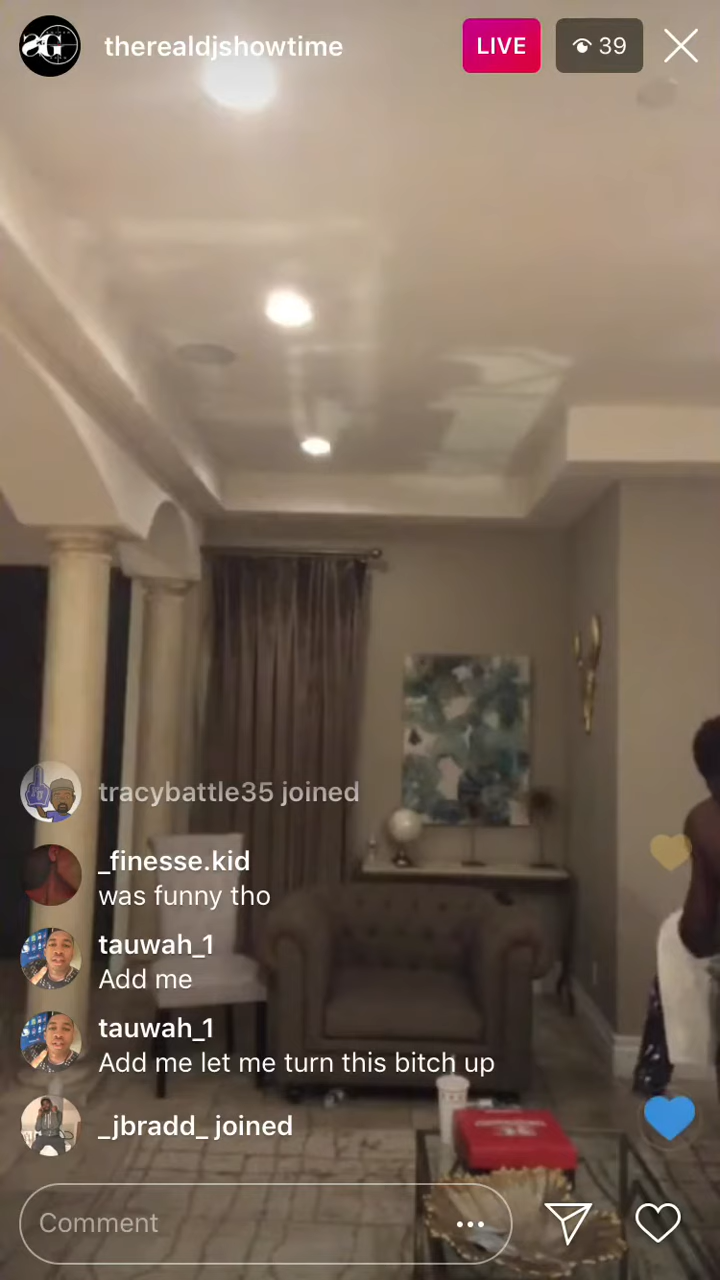 therealdjshowtime
LIVE
39
tracybattle35 joined
_finesse.kid
was funny tho
tauwah_1
Add me
tauwah_1
Add me let me turn this bitch up
_jbradd_ joined
Comment